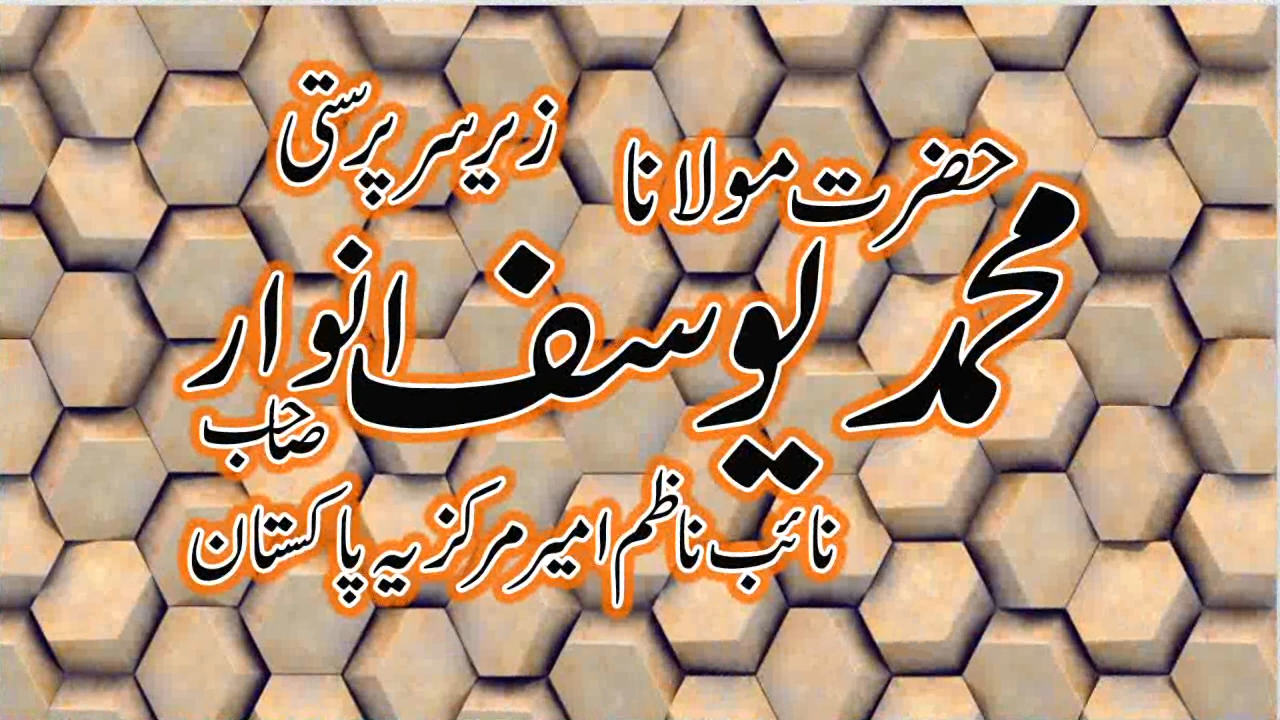 زیر سرپرستی
حضرت مولانا
محمد یوسف انوار
صاحب
نائب ناظم امیر مرکزیہ پاکستان